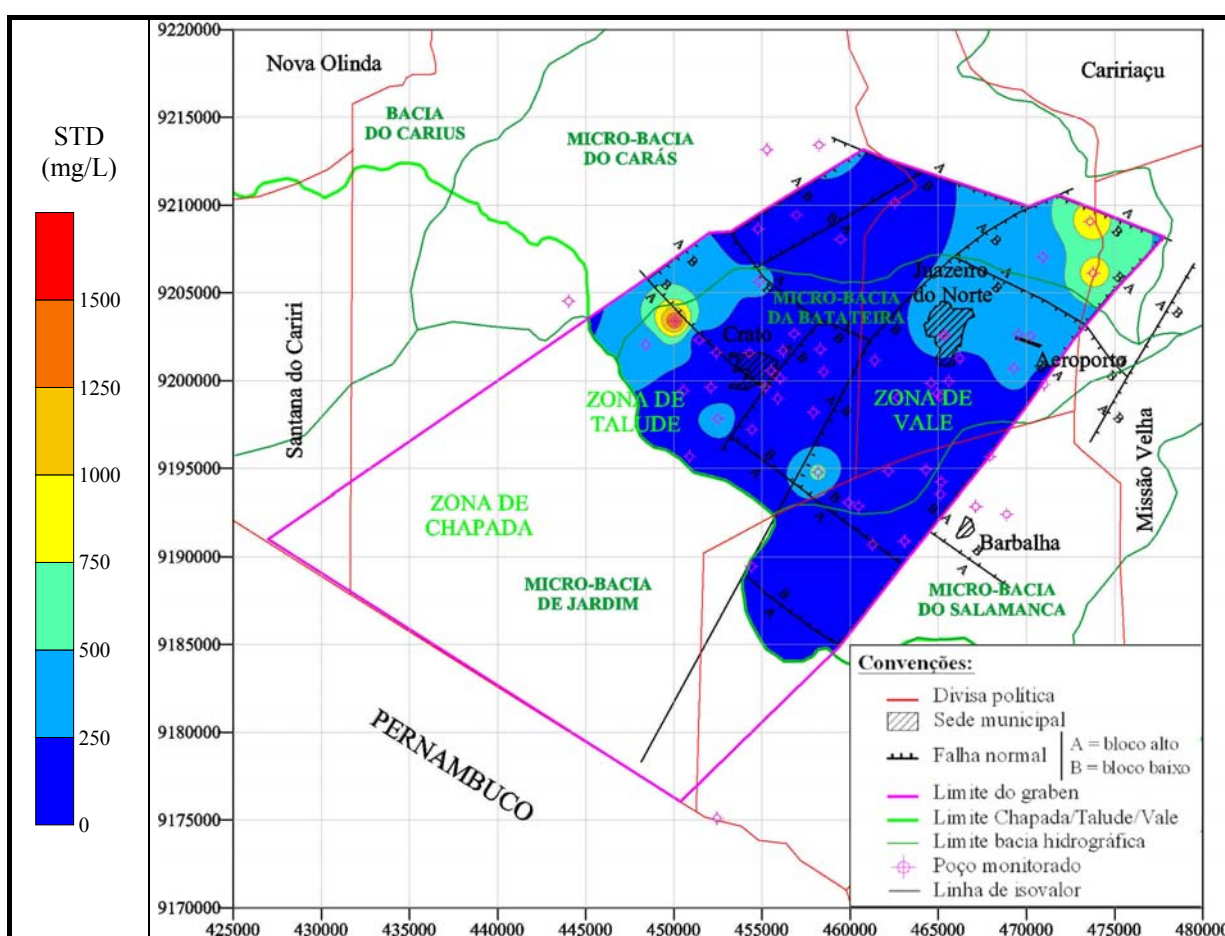 STD
(mg/L)
1500
1250
1000
750
500
250
0
9220000
9215000
9210000
9205000
9200000
9195000
9190000
9185000
9180000
9175000
9170000
425000 430000 435000 440000 445000 450000 455000 460000 465000 470000 475000 480000
Nova Olinda
Caririaçu
BACIA
DO CARIUS
MICRO-BACIA
DO CARÁS
Juazeiro
do Norte
MICRO-BACIA
DA BATATEIRA
Crato
Aeroporto
Santana do Cariri
ZONA DE
TALUDE
ZONA DE
VALE
Missão Velha
ZONA DE
CHAPADA
Barbalha
MICRO-BACIA
DE JARDIM
MICRO-BACIA
DO SALAMANCA
PERNAMBUCO
Convenções:
Divisa política
Sede municipal
Falha normal
A = bloco alto
B = bloco baixo
Limite do graben
Limite Chapada/Talude/Vale
Limite bacia hidrográfica
Poço monitorado
Linha de isovalor